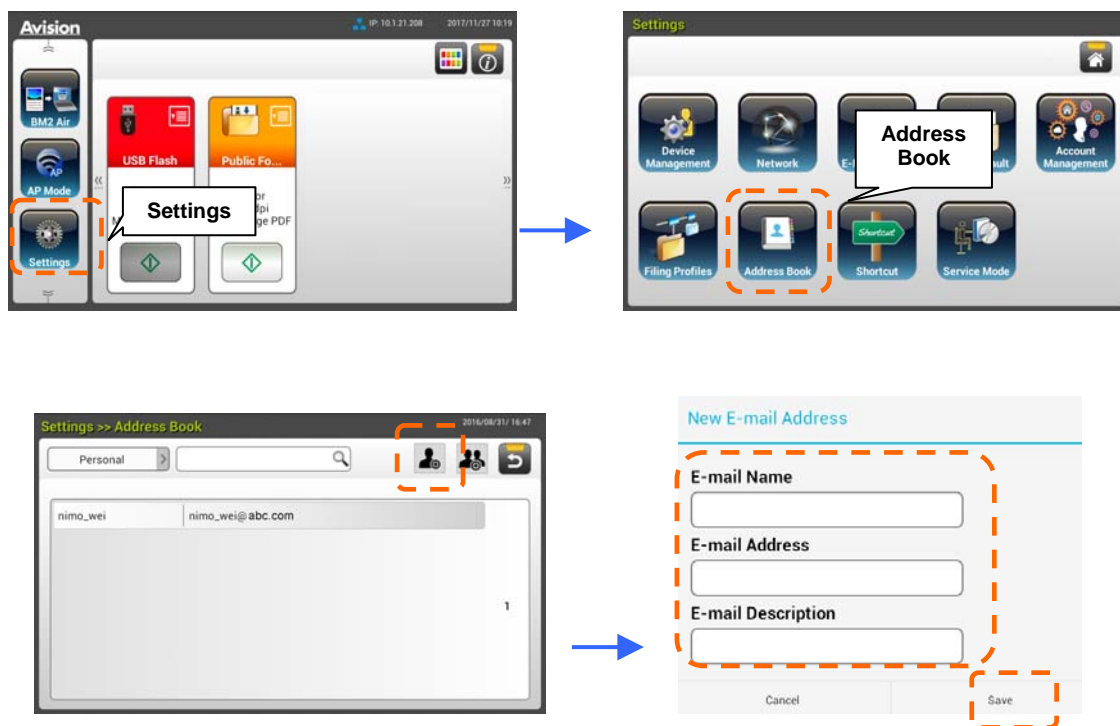 Avision
IP: 10.1.21.208 2017/11/27 10:19
BM2 Air
AP
AP Mode
Settings
USB Flash
Public Fo...
ge PDF
Settings
Settings
Device
Management
Network
Account
Management
Address
Book
Filing Profiles
Address Book
Shortcut
Shortcut
Service Mode
Settings >> Address Book
2016/08/31/ 16:47
Personal
nimo_wei nimo_wei@abc.com
1
New E-mail Address
E-mail Name
E-mail Address
E-mail Description
Cancel Save